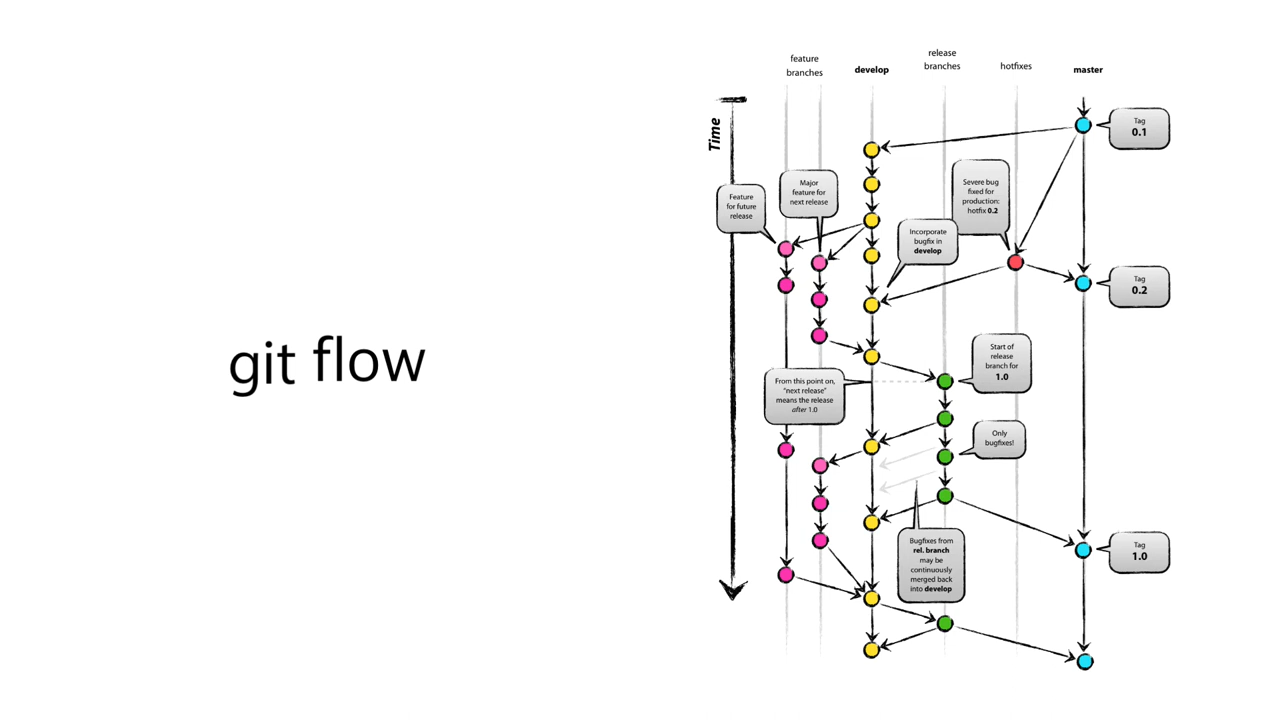 git flow
feature
branches
develop
release
branches
hotfixes
master
Time
Tag
0.1
Feature
for future
release
Major
feature for
next release
Severe bug
fixed for
production:
hotfix 0.2
Incorporate
bugfix in
develop
Tag
0.2
Start of
release
branch for
1.0
From this point on,
“next release”
means the release
after 1.0
Only
bugfixes!
Bugfixes from
rel. branch
may be
continuously
merged back
into develop
Tag
1.0